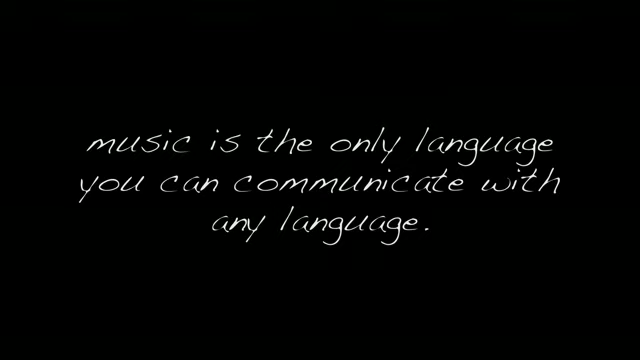 music is the only language
you can communicate with
any language.